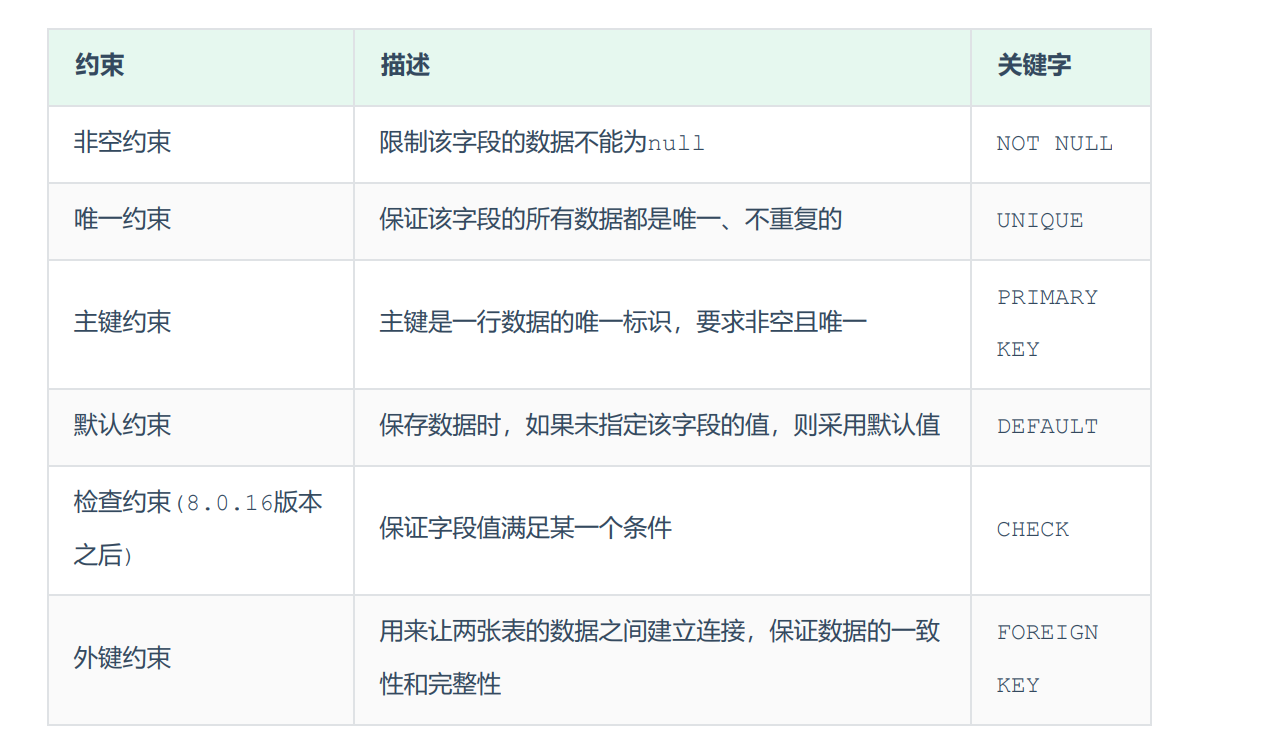 约束 描述 关键字
非空约束 限制该字段的数据不能为null NOT NULL
唯一约束 保证该字段的所有数据都是唯一、不重复的 UNIQUE
主键约束 主键是一行数据的唯一标识，要求非空且唯一 PRIMARY
KEY
默认约束 保存数据时，如果未指定该字段的值，则采用默认值 DEFAULT
检查约束(8.0.16版本
之后)
保证字段值满足某一个条件 CHECK
外键约束
用来让两张表的数据之间建立连接，保证数据的一致
性和完整性
FOREIGN
KEY